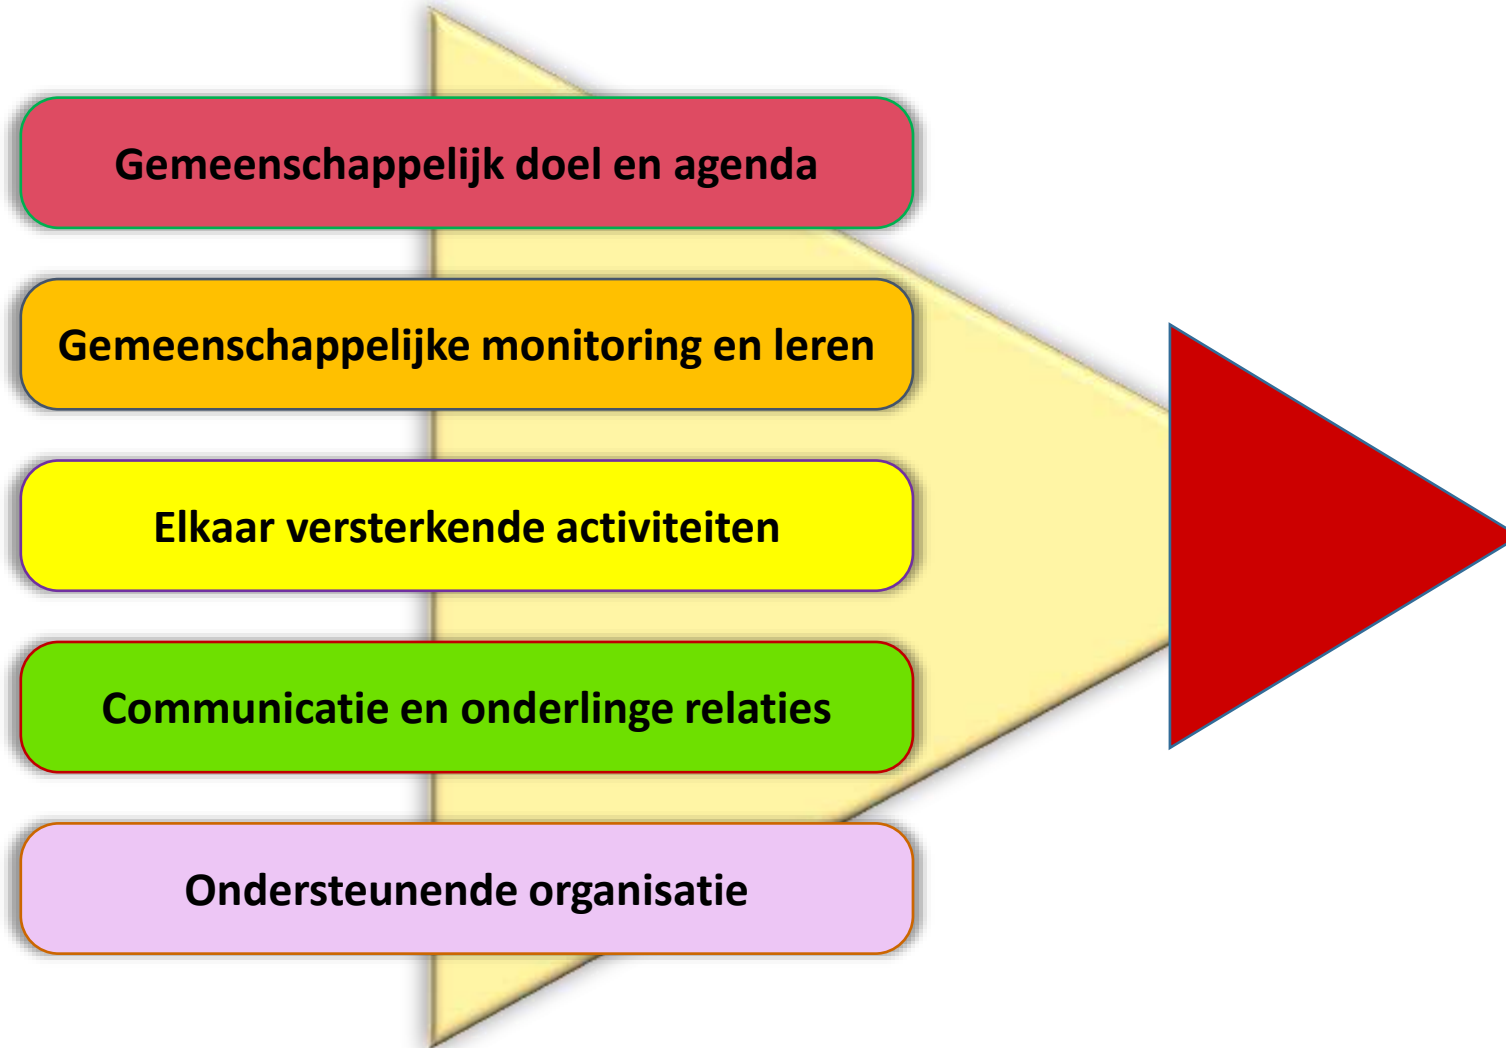 Gemeenschappelijk doel en agenda
Gemeenschappelijke monitoring en leren
Elkaar versterkende activiteiten
Communicatie en onderlinge relaties
Ondersteunende organisatie